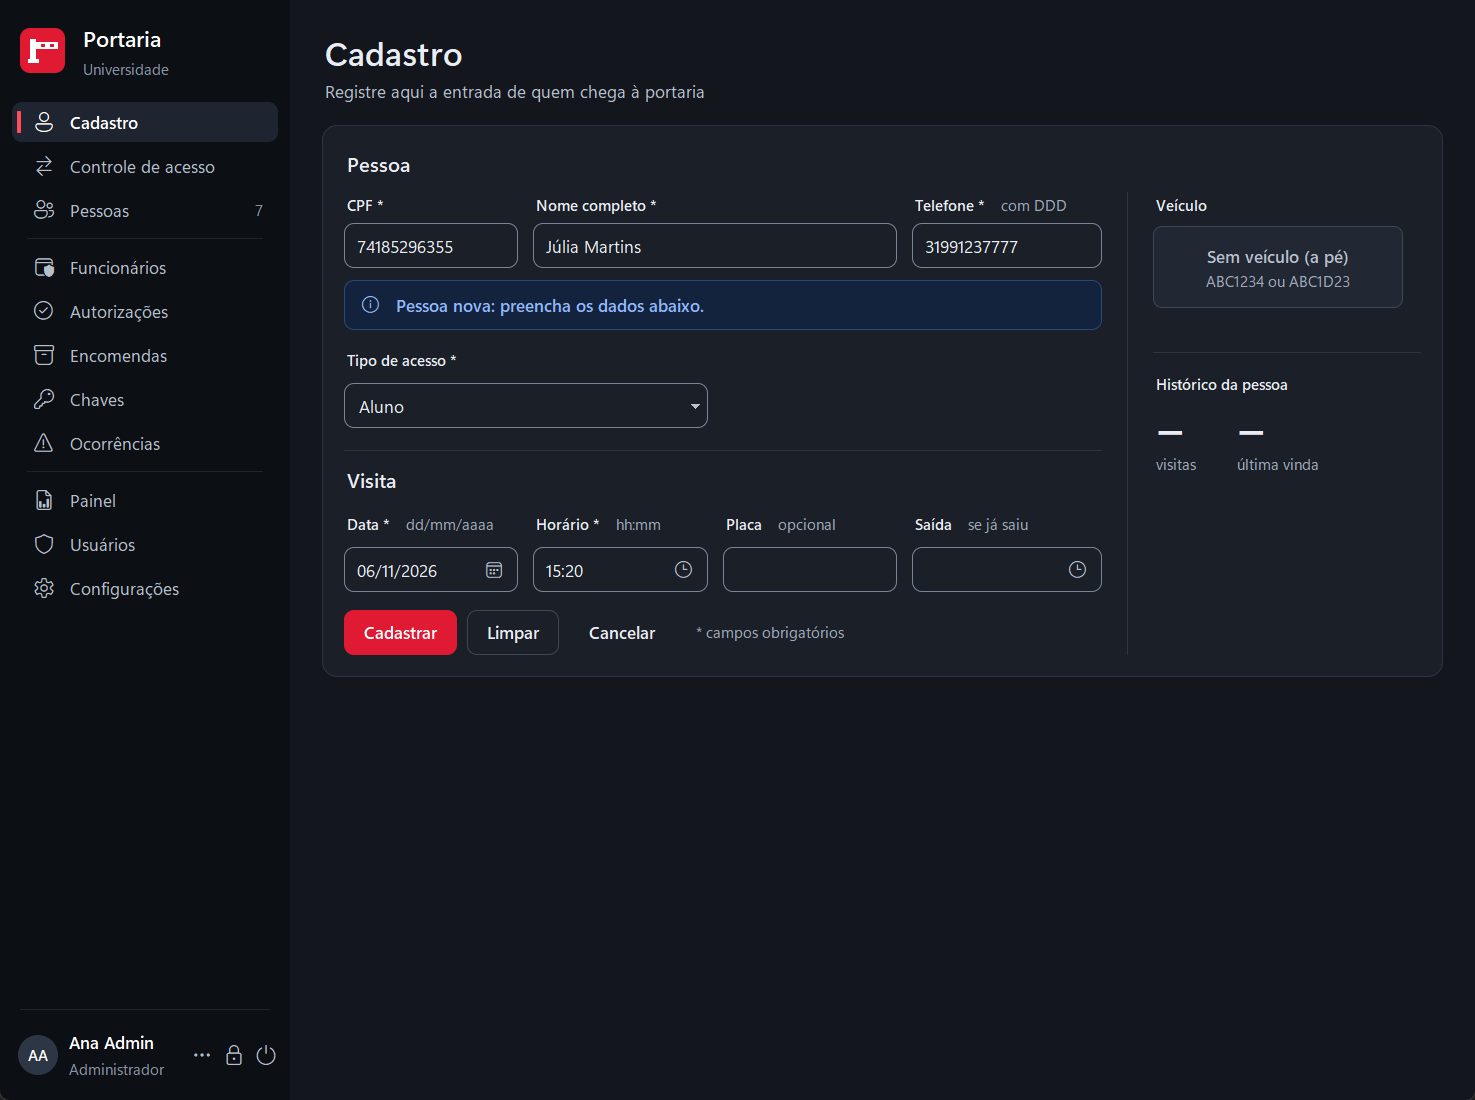 Portaria
Universidade
Cadastro
Controle de acesso
Pessoas 7
Funcionários
Autorizações
Encomendas
Chaves
Ocorrências
Painel
Usuários
Configurações
AA
Ana Admin
Administrador
Cadastro
Registre aqui a entrada de quem chega à portaria
Pessoa
CPF * Nome completo * Telefone * com DDD
74185296355 Júlia Martins 31991237777
Pessoa nova: preencha os dados abaixo.
Tipo de acesso *
Aluno
Visita
Data * dd/mm/aaaa Horário * hh:mm Placa opcional Saída se já saiu
06/11/2026 15:20
Cadastrar Limpar Cancelar * campos obrigatórios
Veículo
Sem veículo (a pé)
ABC1234 ou ABC1D23
Histórico da pessoa
— —
visitas última vinda